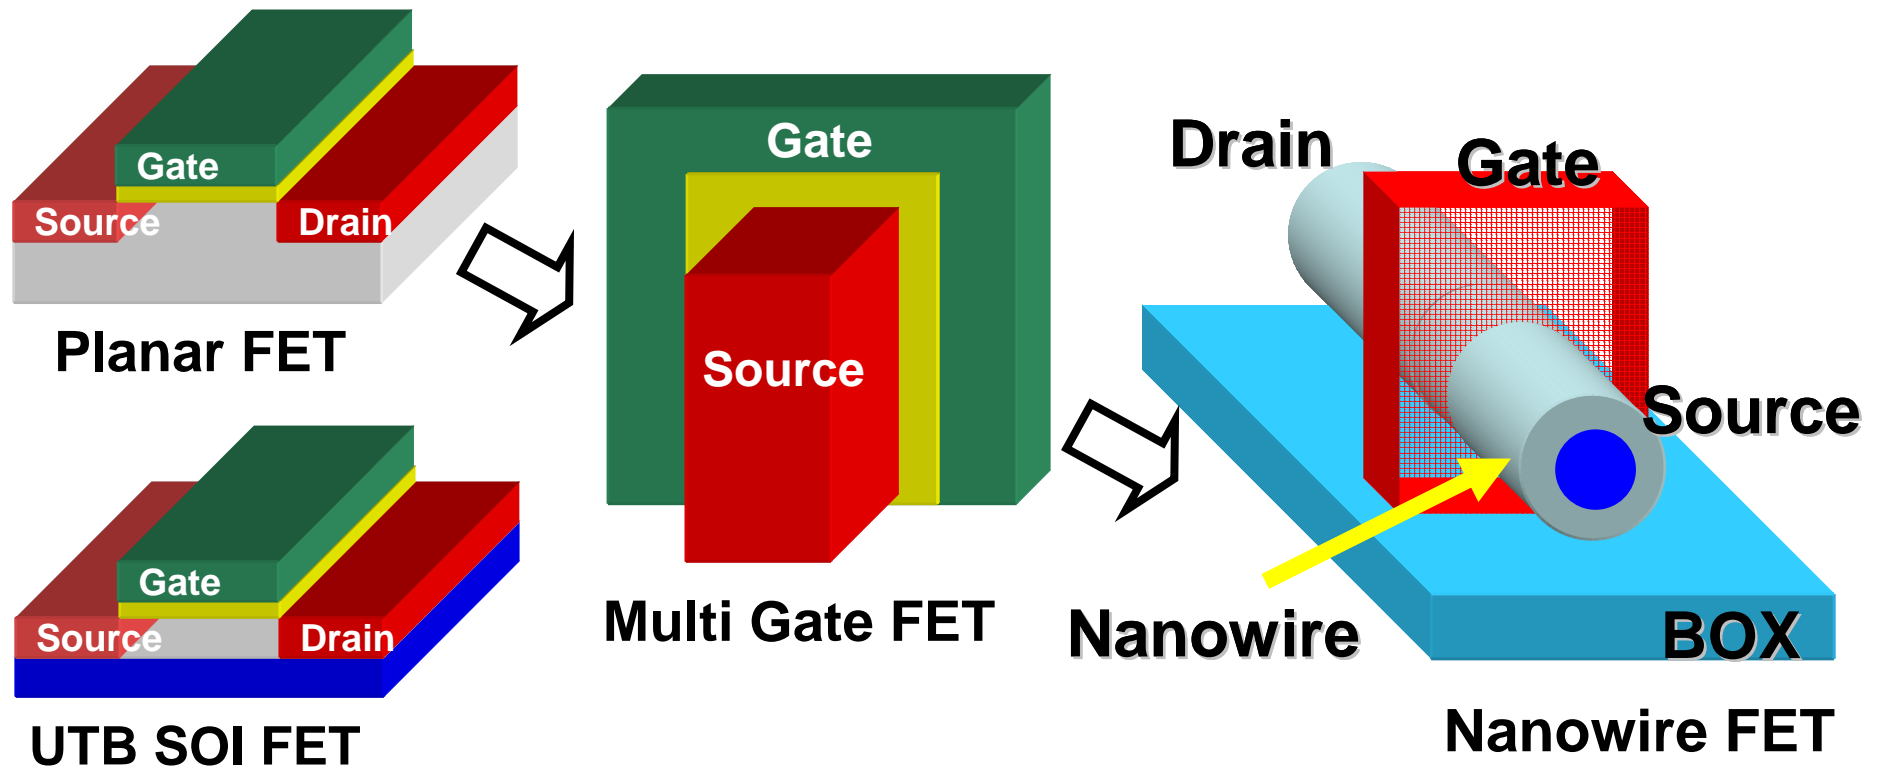 Gate
Source
Drain
Planar FET
Gate
Source
Drain
UTB SOI FET
Gate
Source
Multi Gate FET
Drain
Gate
Source
Nanowire
BOX
Nanowire FET